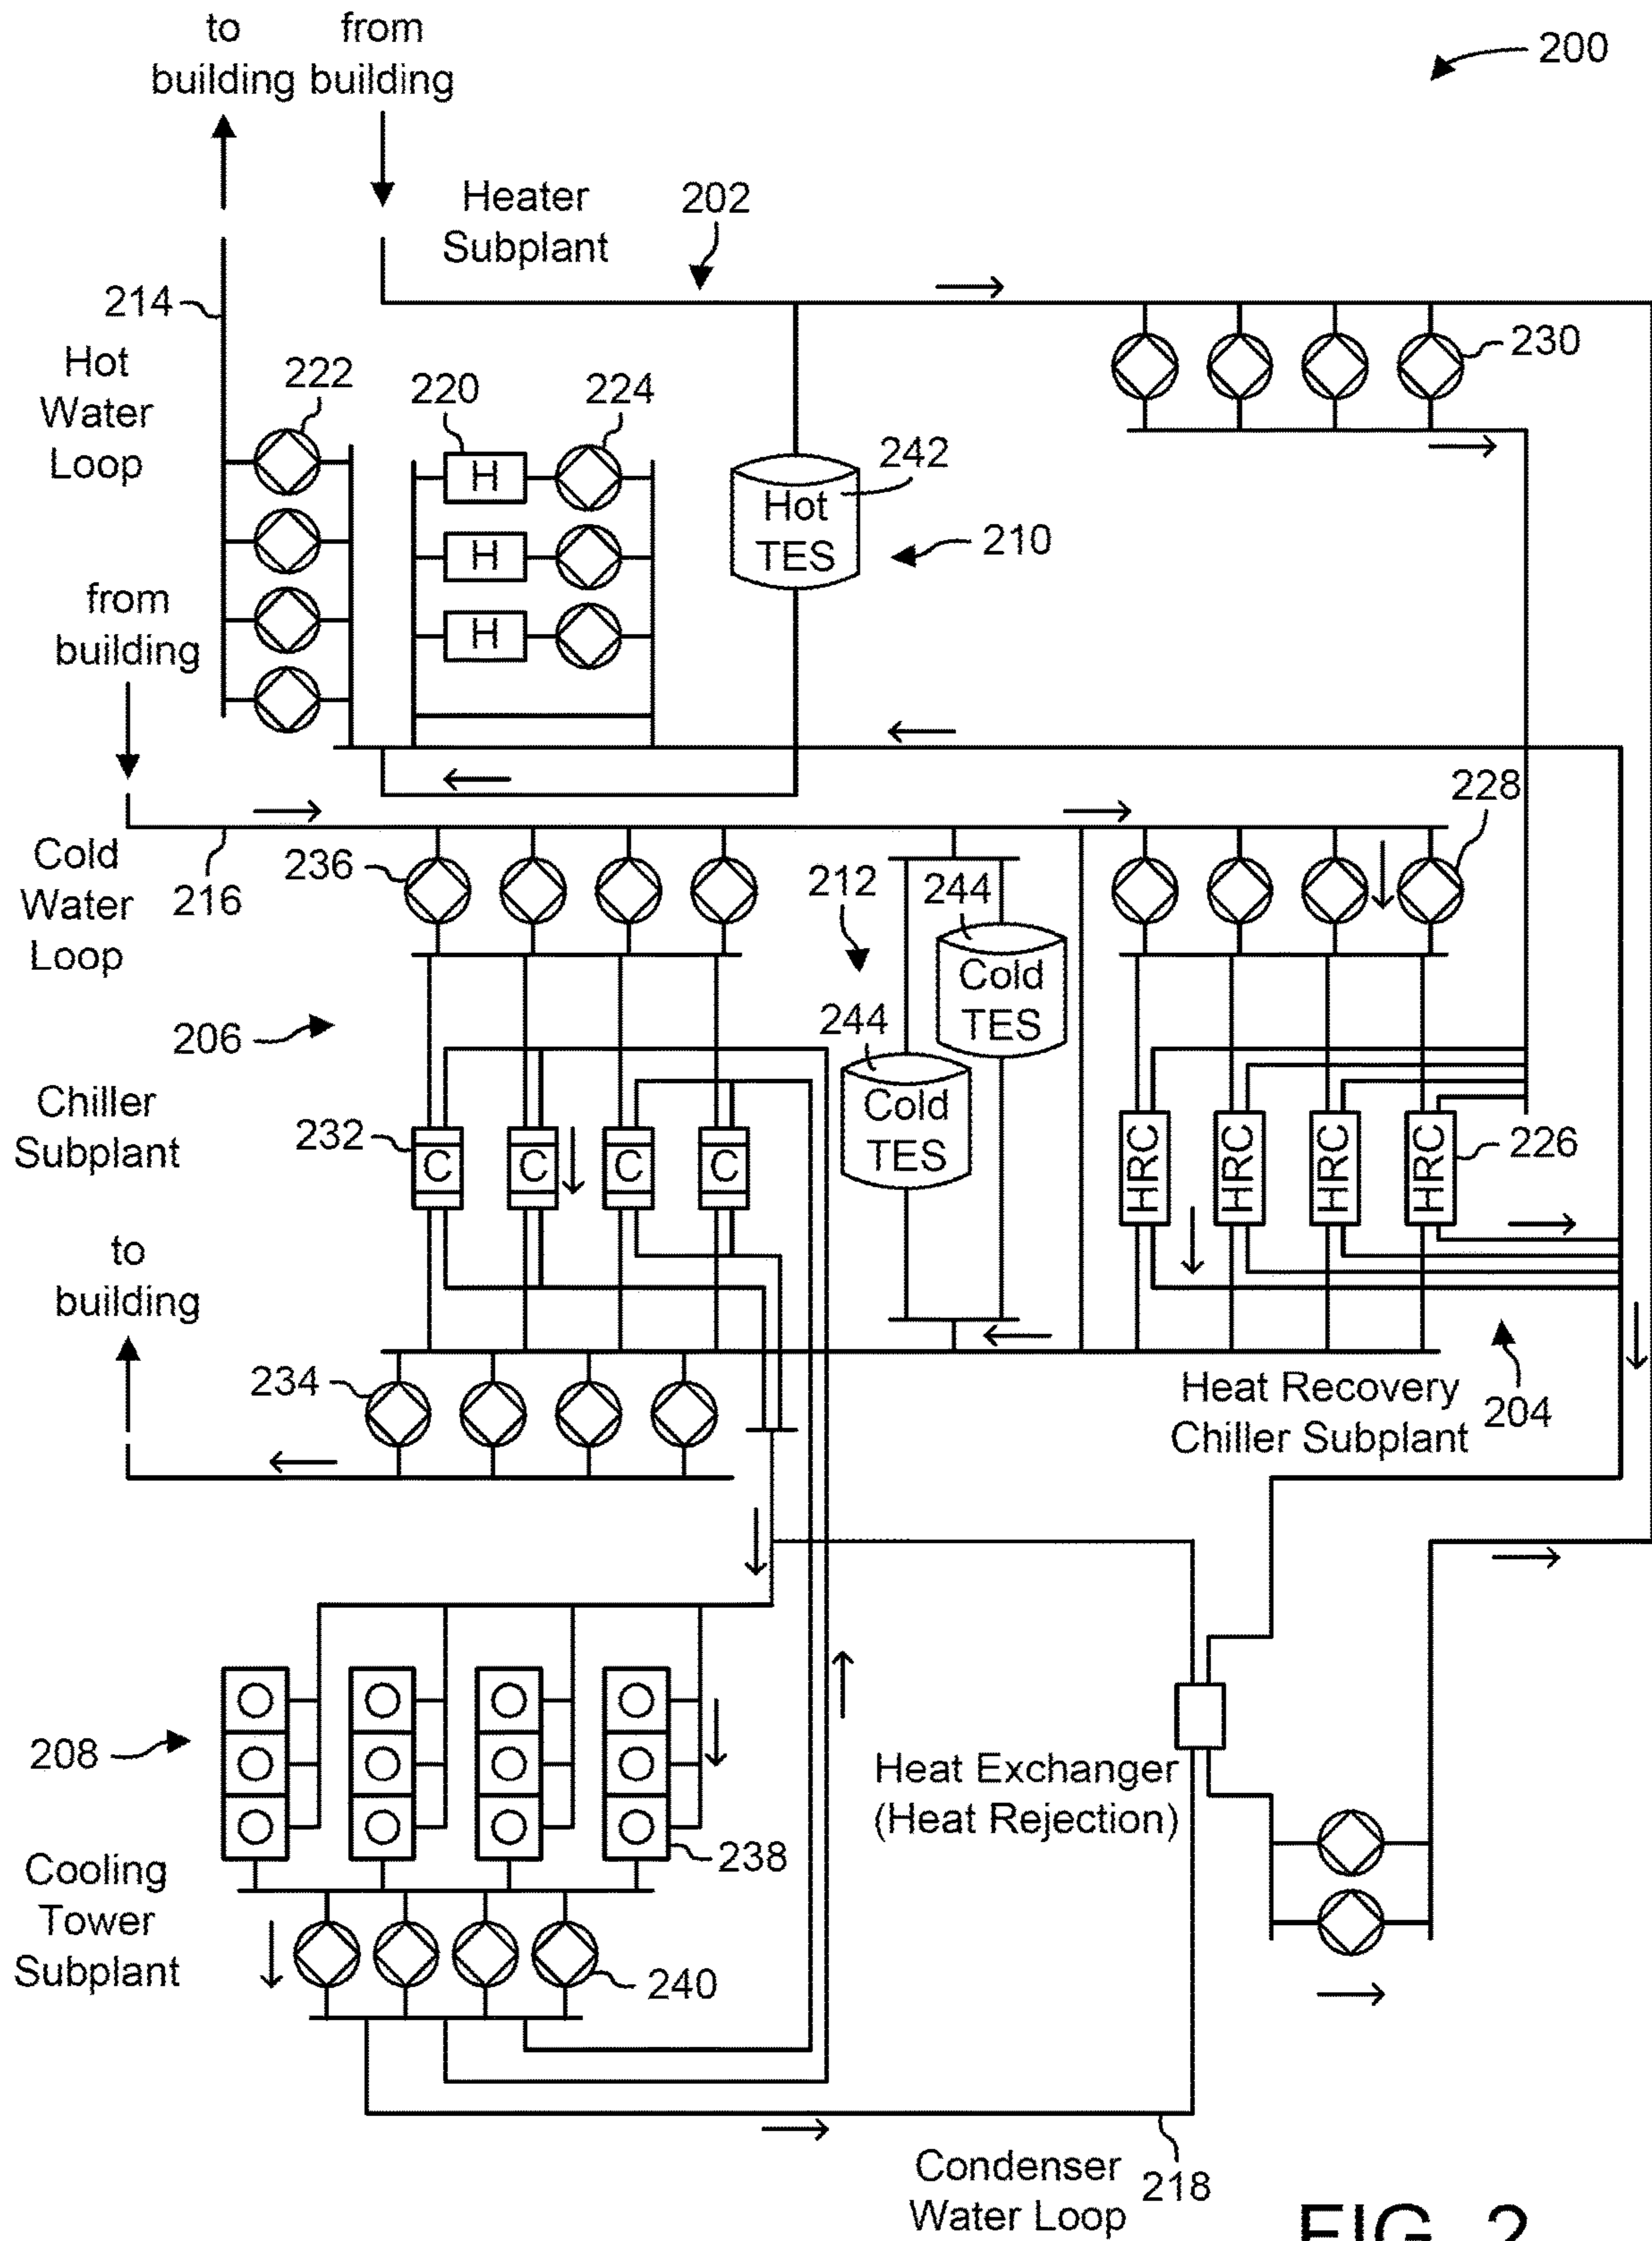 to from
building building
200
Heater
Subplant
202
214
Hot
Water
Loop
222
220
224
230
H
H
H
Hot
TES
242
210
from
building
228
Cold
Water
Loop
216
236
212
244
Cold
TES
244
Cold
TES
206
Chiller
Subplant
232
C
C
C
C
HRC
HRC
HRC
HRC
226
to
building
234
Heat Recovery
Chiller Subplant
204
208
Heat Exchanger
(Heat Rejection)
238
Cooling
Tower
Subplant
240
Condenser
Water Loop
218
FIG. 2